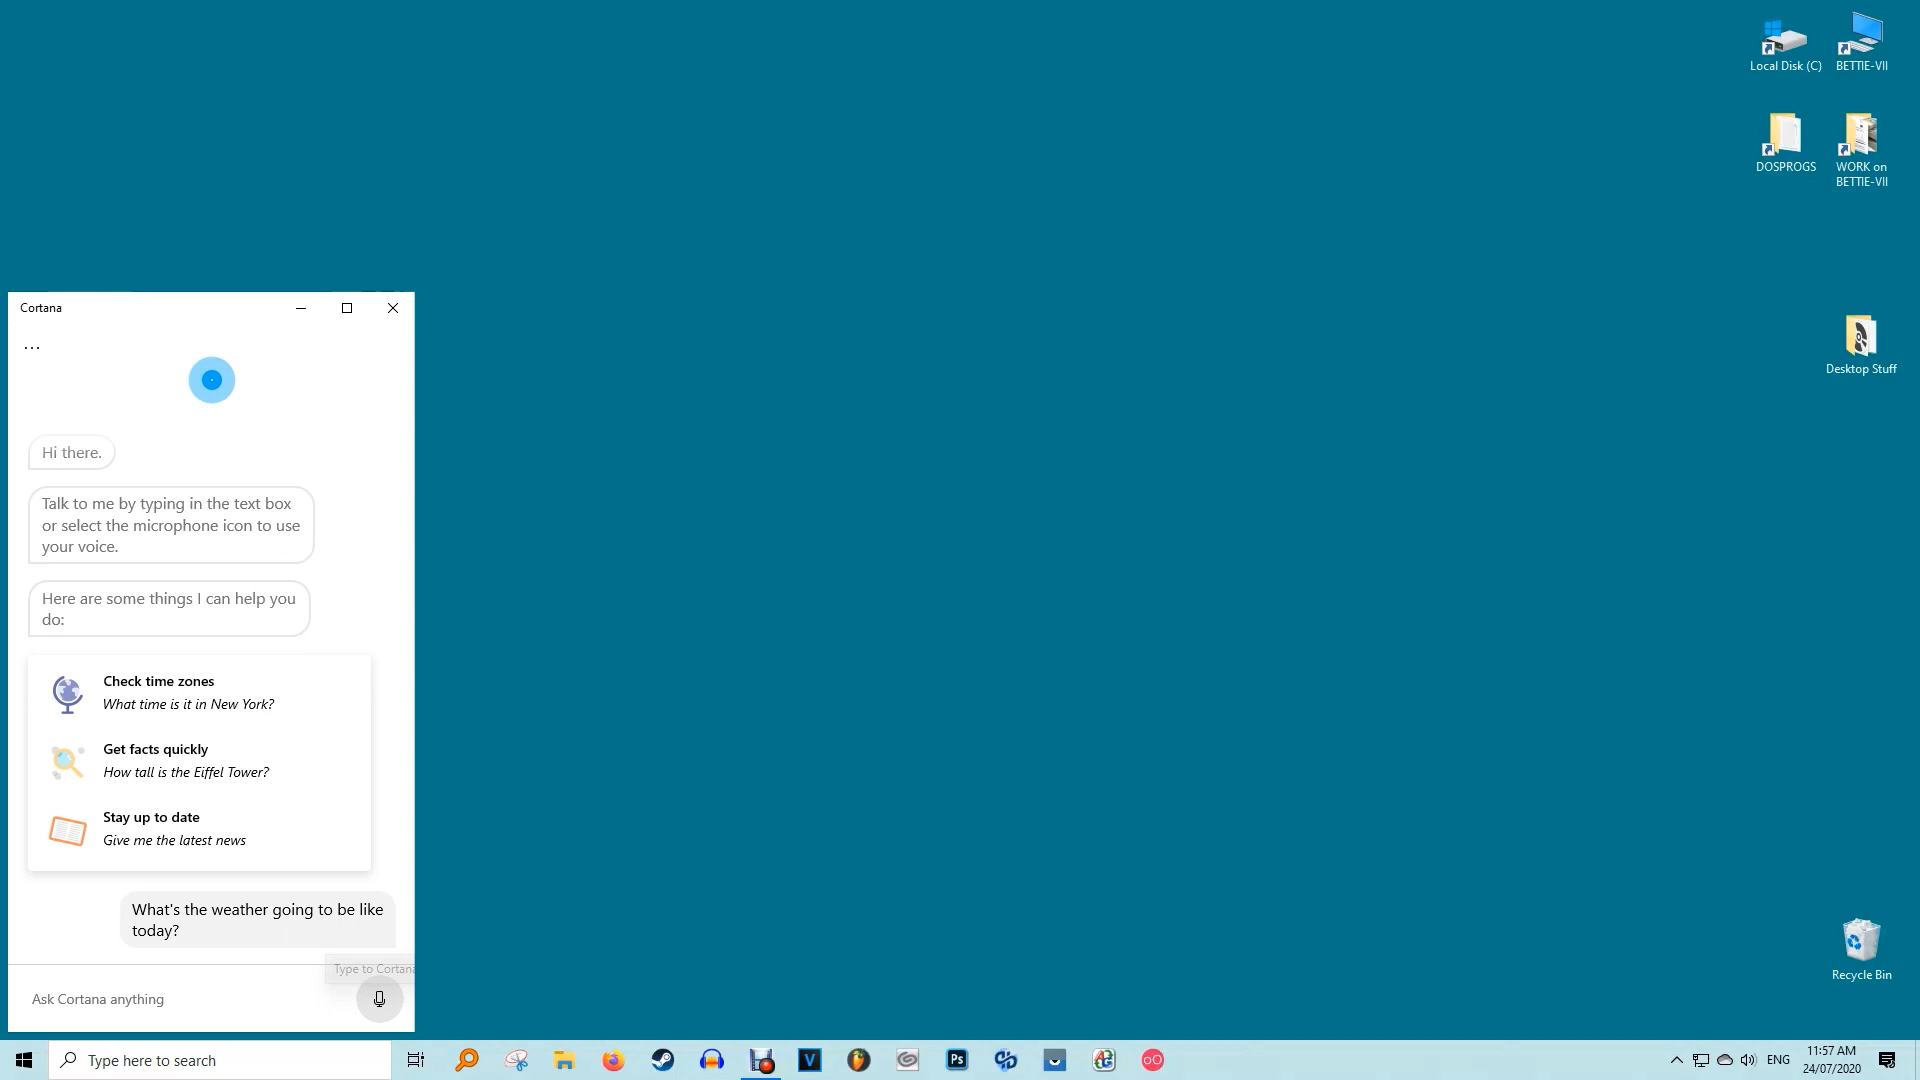 Local Disk (C)
BETTIE-VII
DOSPROGS
WORK on
BETTIE-VII
Desktop Stuff
Cortana
...
Hi there.
Talk to me by typing in the text box
or select the microphone icon to use
your voice.
Here are some things I can help you
do:
Check time zones
What time is it in New York?
Get facts quickly
How tall is the Eiffel Tower?
Stay up to date
Give me the latest news
What's the weather going to be like
today?
Type to Cortana
Ask Cortana anything
Recycle Bin
Type here to search
V
Ps
oO
ENG
11:57 AM
24/07/2020